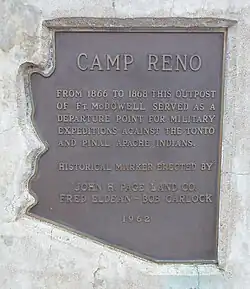 CAMP RENO
FROM 1866 TO 1868 THIS OUTPOST
OF FT MCDOWELL SERVED AS A
DEPARTURE POINT FOR MILITARY
EXPEDITIONS AGAINST THE TONTO
AND PINAL APACHE INDIANS.
HISTORICAL MARKER ERECTED BY
JOHN H. PAGE LAND CO.
FRED ELDEAN - BOB GARLOCK
1962